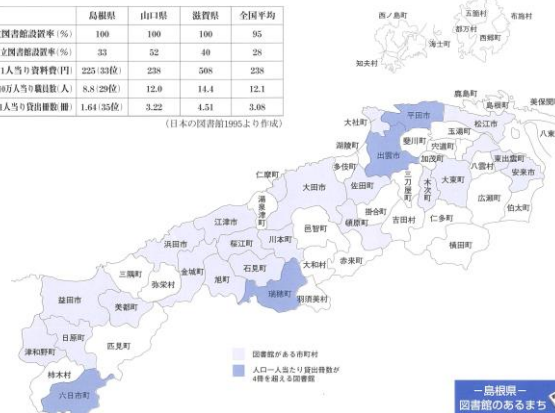 島根県 山口県 滋賀県 全国平均
図書館設置率(%) 100 100 100 95
立図書館設置率(%) 33 52 40 28
1人当り資料費(円) 225(33位) 238 508 238
10万人当り職員数(人) 8.8(29位) 12.0 14.4 12.1
1人当り貸出冊数(冊) 1.64(35位) 3.22 4.51 3.08
(日本の図書館1995より作成)
西ノ島町
海士町
知夫村
五箇村
都万村
西郷町
布施村
鹿島町
島根町
美保関
八束
平田市
松江市
大社町
斐川町
玉湯町
宍道町
出雲市
湖陵町
多伎町
加茂町
八雲村
東出雲町
安来市
三刀屋町
木次町
大東町
広瀬町
伯太町
佐田町
掛合町
吉田村
仁多町
横田町
頓原町
赤来町
大田市
仁摩町
温泉津町
邑智町
川本町
大和村
羽須美村
江津市
桜江町
石見町
瑞穂町
浜田市
金城町
旭町
三隅町
弥栄村
益田市
美都町
匹見町
日原町
津和野町
柿木村
六日市町
図書館がある市町村
人口一人当たり貸出冊数が
4冊を超える図書館
－島根県－
図書館のあるまち